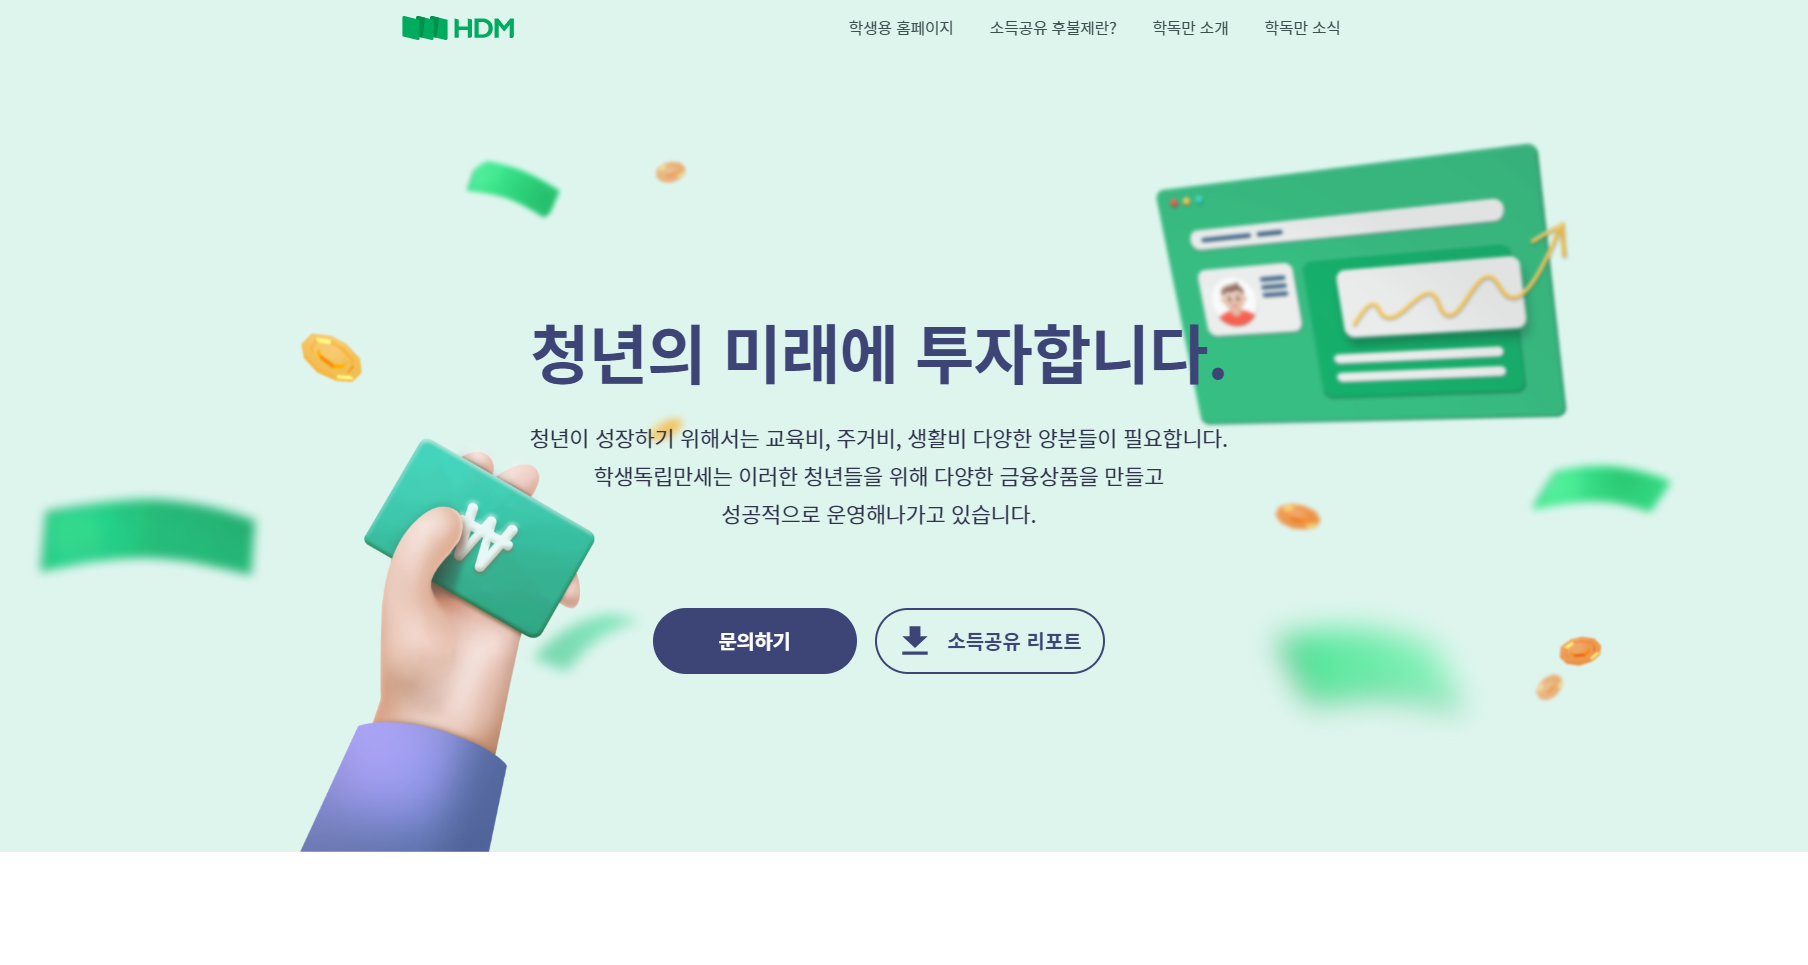 HDM
학생용 홈페이지
소득공유 후불제란?
학독만 소개
학독만 소식
청년의 미래에 투자합니다.
청년이 성장하기 위해서는 교육비, 주거비, 생활비 다양한 양분들이 필요합니다.
학생독립만세는 이러한 청년들을 위해 다양한 금융상품을 만들고
성공적으로 운영해나가고 있습니다.
₩
문의하기
소득공유 리포트